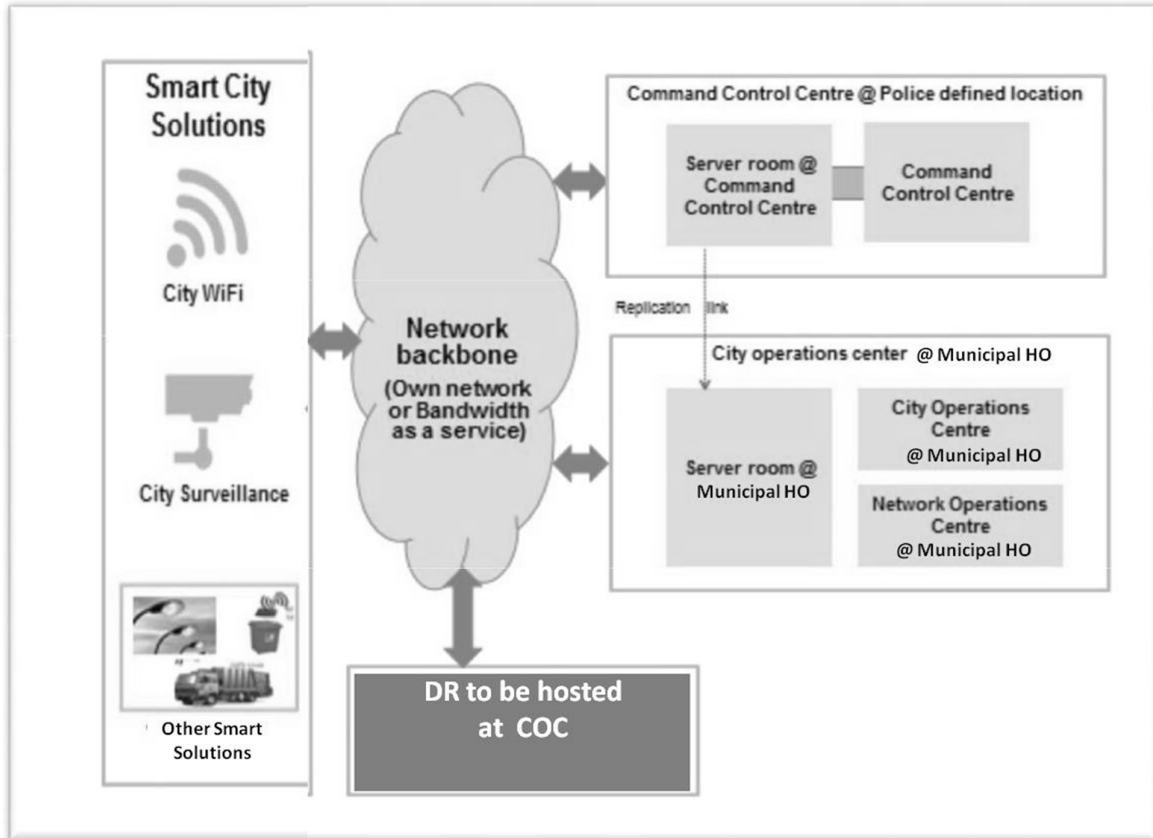 Smart City
Solutions
City WiFi
City Surveillance
Other Smart
Solutions
Network
backbone
(Own network
or Bandwidth
as a service)
Command Control Centre @ Police defined location
Server room @
Command
Control Centre
Command
Control Centre
Replication link
City operations center @ Municipal HO
Server room @
Municipal HO
City Operations
Centre
@ Municipal HO
Network Operations
Centre
@ Municipal HO
DR to be hosted
at COC